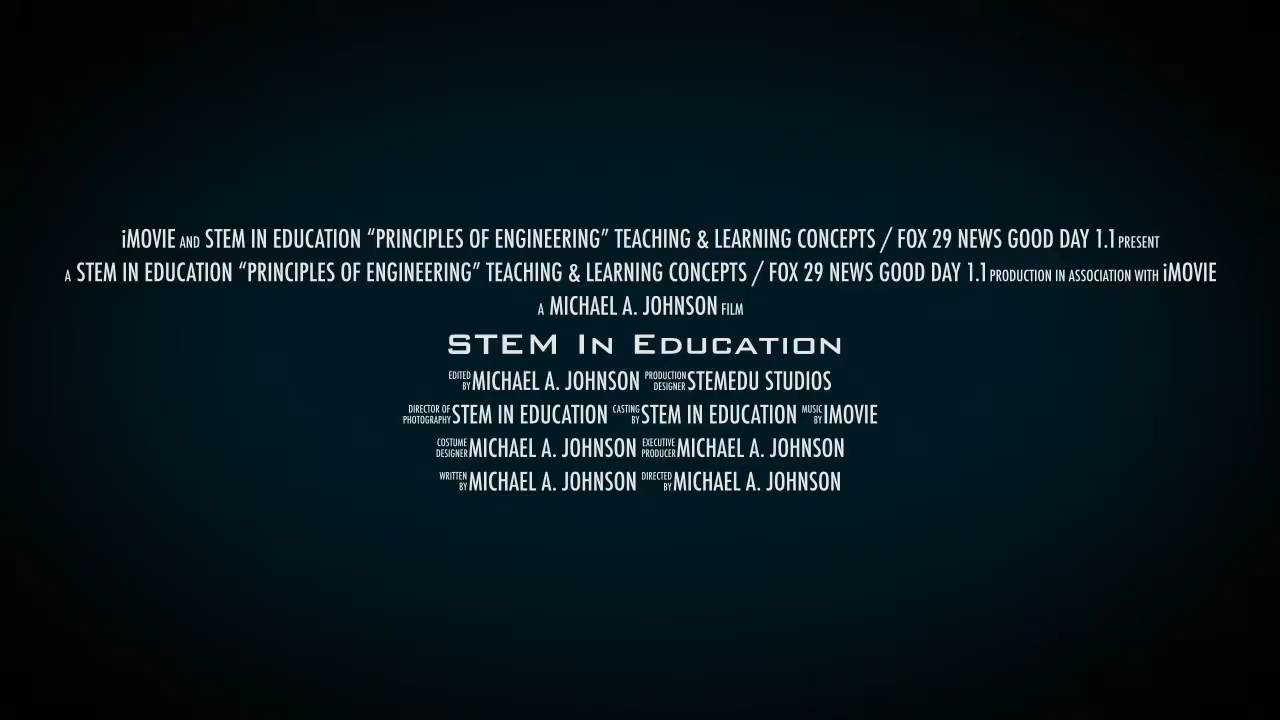 iMOVIE AND STEM IN EDUCATION “PRINCIPLES OF ENGINEERING” TEACHING & LEARNING CONCEPTS / FOX 29 NEWS GOOD DAY 1.1 PRESENT
A STEM IN EDUCATION “PRINCIPLES OF ENGINEERING” TEACHING & LEARNING CONCEPTS / FOX 29 NEWS GOOD DAY 1.1 PRODUCTION IN ASSOCIATION WITH iMOVIE
A MICHAEL A. JOHNSON FILM
STEM IN EDUCATION
EDITED BY MICHAEL A. JOHNSON PRODUCTION DESIGNER STEMEDU STUDIOS
DIRECTOR OF PHOTOGRAPHY STEM IN EDUCATION CASTING BY STEM IN EDUCATION MUSIC BY IMOVIE
COSTUME DESIGNER MICHAEL A. JOHNSON EXECUTIVE PRODUCER MICHAEL A. JOHNSON
WRITTEN BY MICHAEL A. JOHNSON DIRECTED BY MICHAEL A. JOHNSON